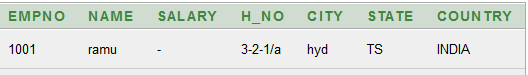 EMPNO NAME SALARY H_NO CITY STATE COUNTRY
1001 ramu - 3-2-1/a hyd TS INDIA